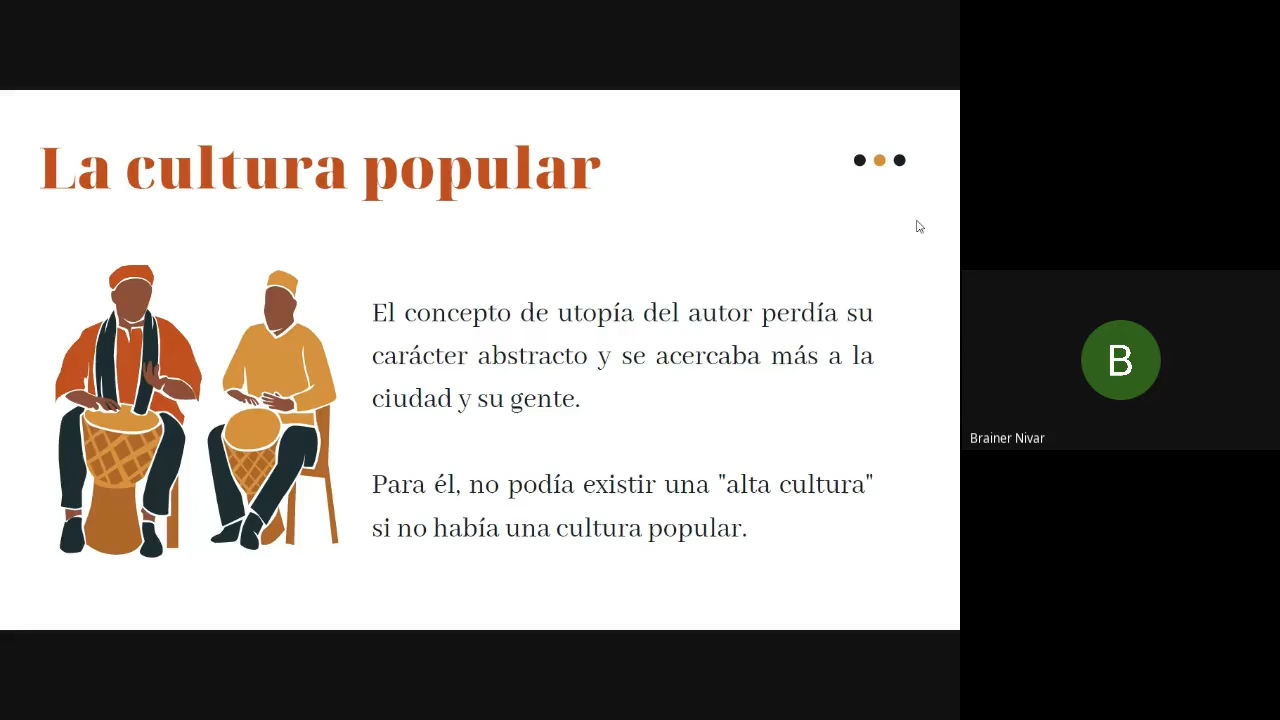 La cultura popular
El concepto de utopía del autor perdía su
carácter abstracto y se acercaba más a la
ciudad y su gente.
Para él, no podía existir una "alta cultura"
si no había una cultura popular.
B
Brainer Nivar